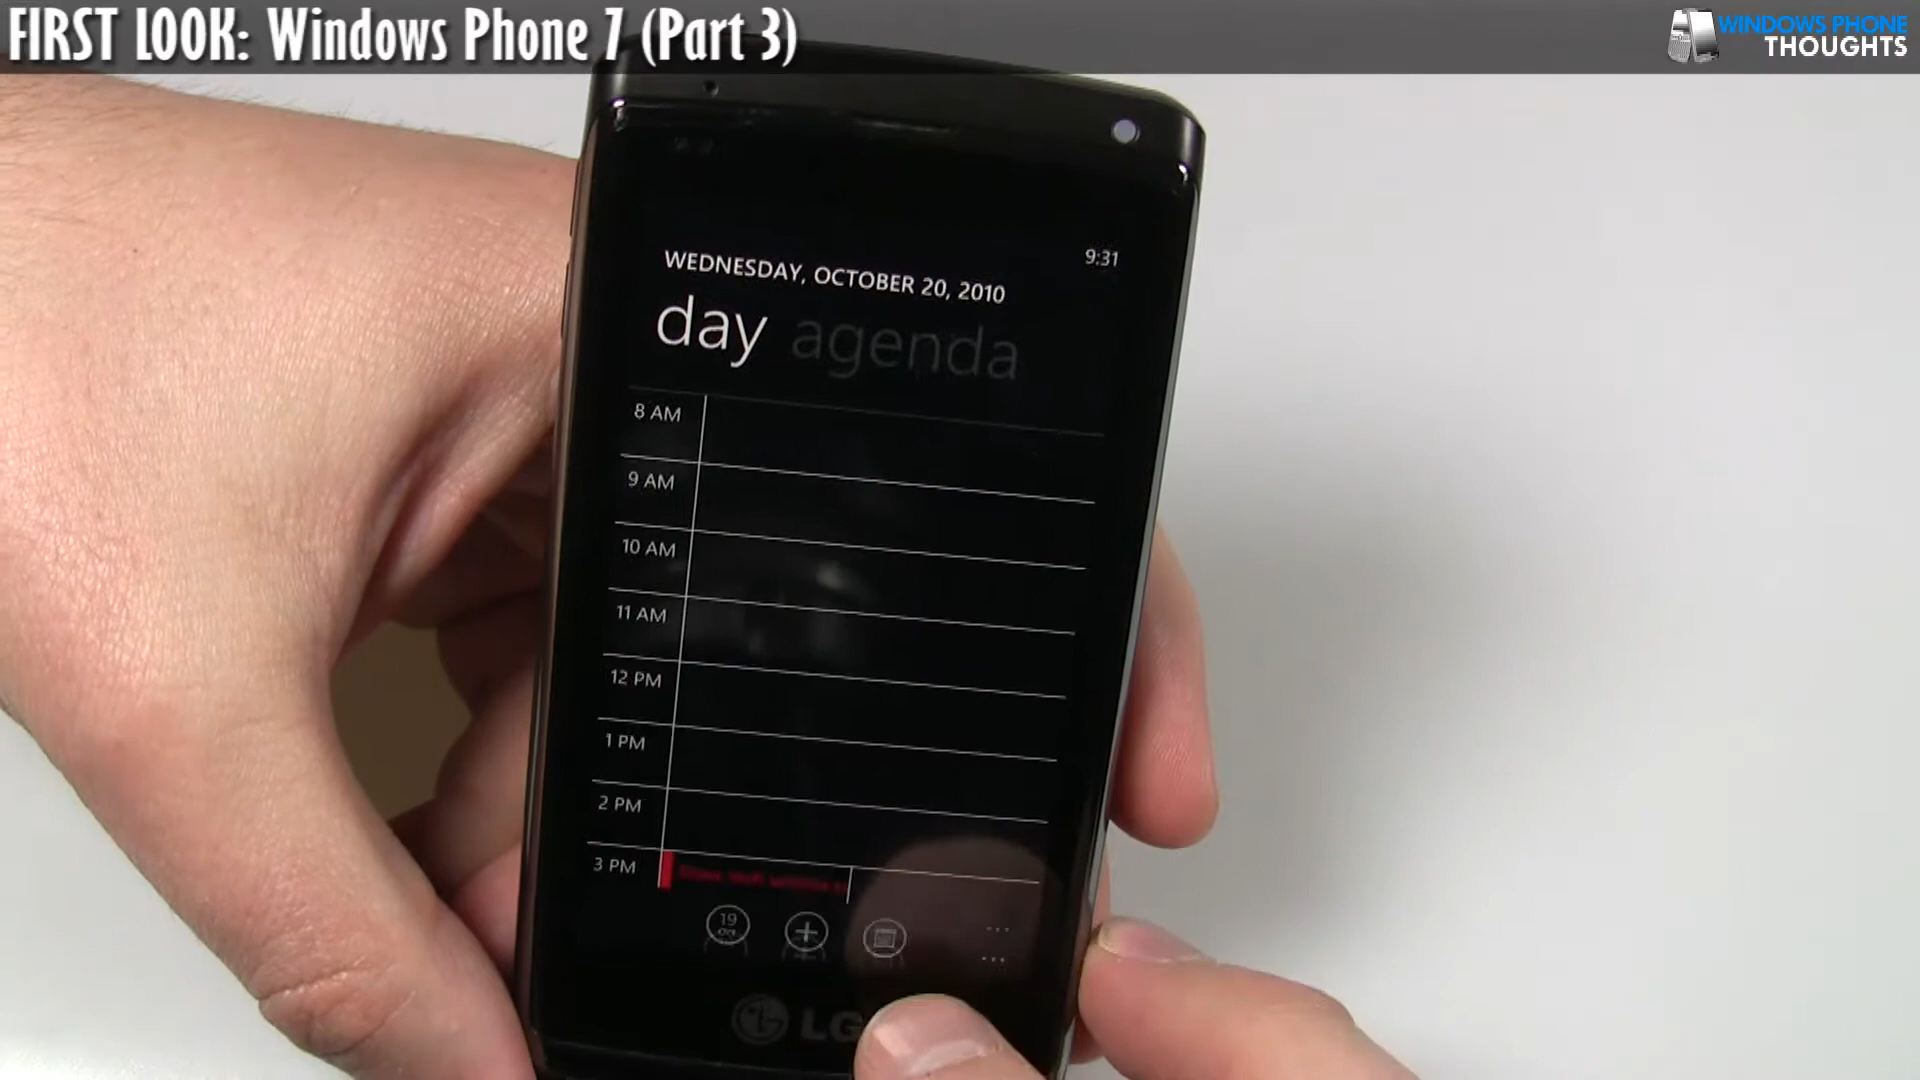 FIRST LOOK: Windows Phone 7 (Part 3)
WINDOWS PHONE
THOUGHTS
9:31
WEDNESDAY, OCTOBER 20, 2010
day agenda
8 AM
9 AM
10 AM
11 AM
12 PM
1 PM
2 PM
3 PM
19
LG